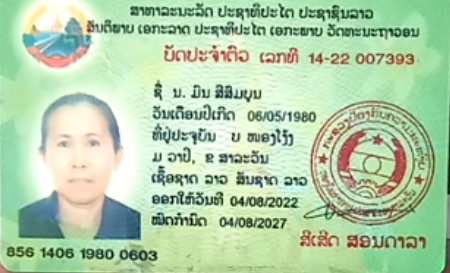 ສາທາລະນະລັດ ປະຊາທິປະໄຕ ປະຊາຊົນລາວ
ສັນຕິພາບ ເອກະລາດ ປະຊາທິປະໄຕ ເອກະພາບ ວັດທະນະຖາວອນ
ບັດປະຈຳຕົວ ເລກທີ 14-22 007393
ຊື່ ນ. ມິນ ສີສົມບູນ
ວັນເດືອນປີເກີດ 06/05/1980
ທີ່ຢູ່ປະຈຸບັນ ບ ໜອງໂງ້ງ
ມ ວາປີ, ຂ ສາລະວັນ
ເຊື້ອຊາດ ລາວ ສັນຊາດ ລາວ
ອອກໃຫ້ວັນທີ 04/08/2022
ໝົດກຳນົດ 04/08/2027
856 1406 1980 0603
ສີເສີດ ສອນດາລາ